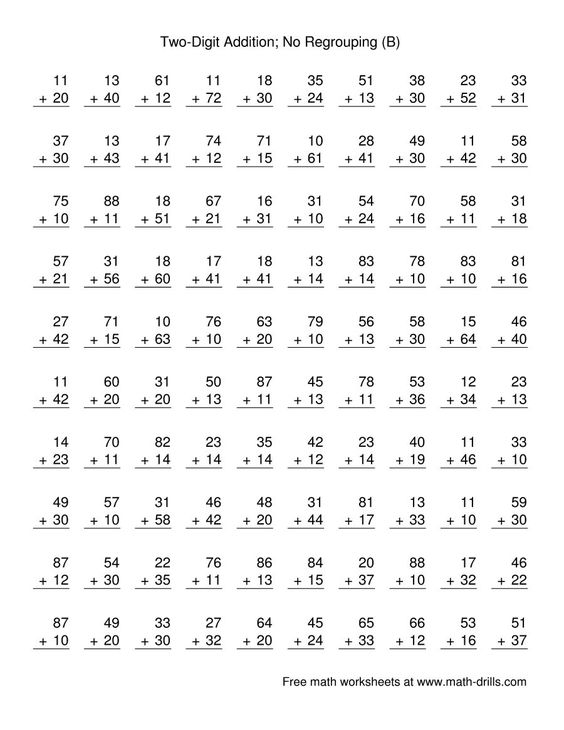 Two-Digit Addition; No Regrouping (B)
11 13 61 11 18 35 51 38 23 33
+ 20 + 40 + 12 + 72 + 30 + 24 + 13 + 30 + 52 + 31
37 13 17 74 71 10 28 49 11 58
+ 30 + 43 + 41 + 12 + 15 + 61 + 41 + 30 + 42 + 30
75 88 18 67 16 31 54 70 58 31
+ 10 + 11 + 51 + 21 + 31 + 10 + 24 + 16 + 11 + 18
57 31 18 17 18 13 83 78 83 81
+ 21 + 56 + 60 + 41 + 41 + 14 + 14 + 10 + 10 + 16
27 71 10 76 63 79 56 58 15 46
+ 42 + 15 + 63 + 10 + 20 + 10 + 13 + 30 + 64 + 40
11 60 31 50 87 45 78 53 12 23
+ 42 + 20 + 20 + 13 + 11 + 13 + 11 + 36 + 34 + 13
14 70 82 23 35 42 23 40 11 33
+ 23 + 11 + 14 + 14 + 14 + 12 + 14 + 19 + 46 + 10
49 57 31 46 48 31 81 13 11 59
+ 30 + 10 + 58 + 42 + 20 + 44 + 17 + 33 + 10 + 30
87 54 22 76 86 84 20 88 17 46
+ 12 + 30 + 35 + 11 + 13 + 15 + 37 + 10 + 32 + 22
87 49 33 27 64 45 65 66 53 51
+ 10 + 20 + 30 + 32 + 20 + 24 + 33 + 12 + 16 + 37
Free math worksheets at www.math-drills.com